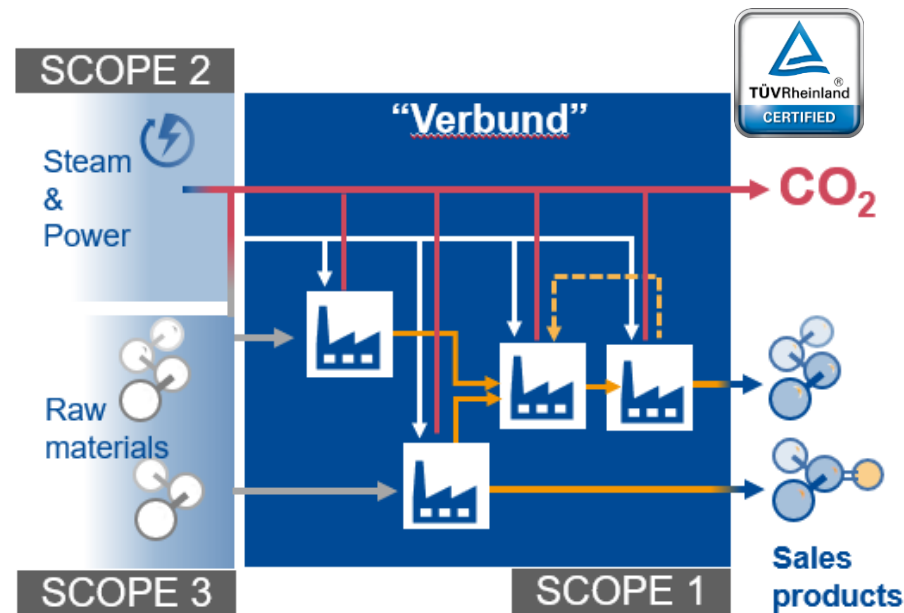 SCOPE 2
TÜVRheinland®
CERTIFIED
“Verbund”
Steam
&
Power
CO₂
Raw
materials
Sales
products
SCOPE 3
SCOPE 1